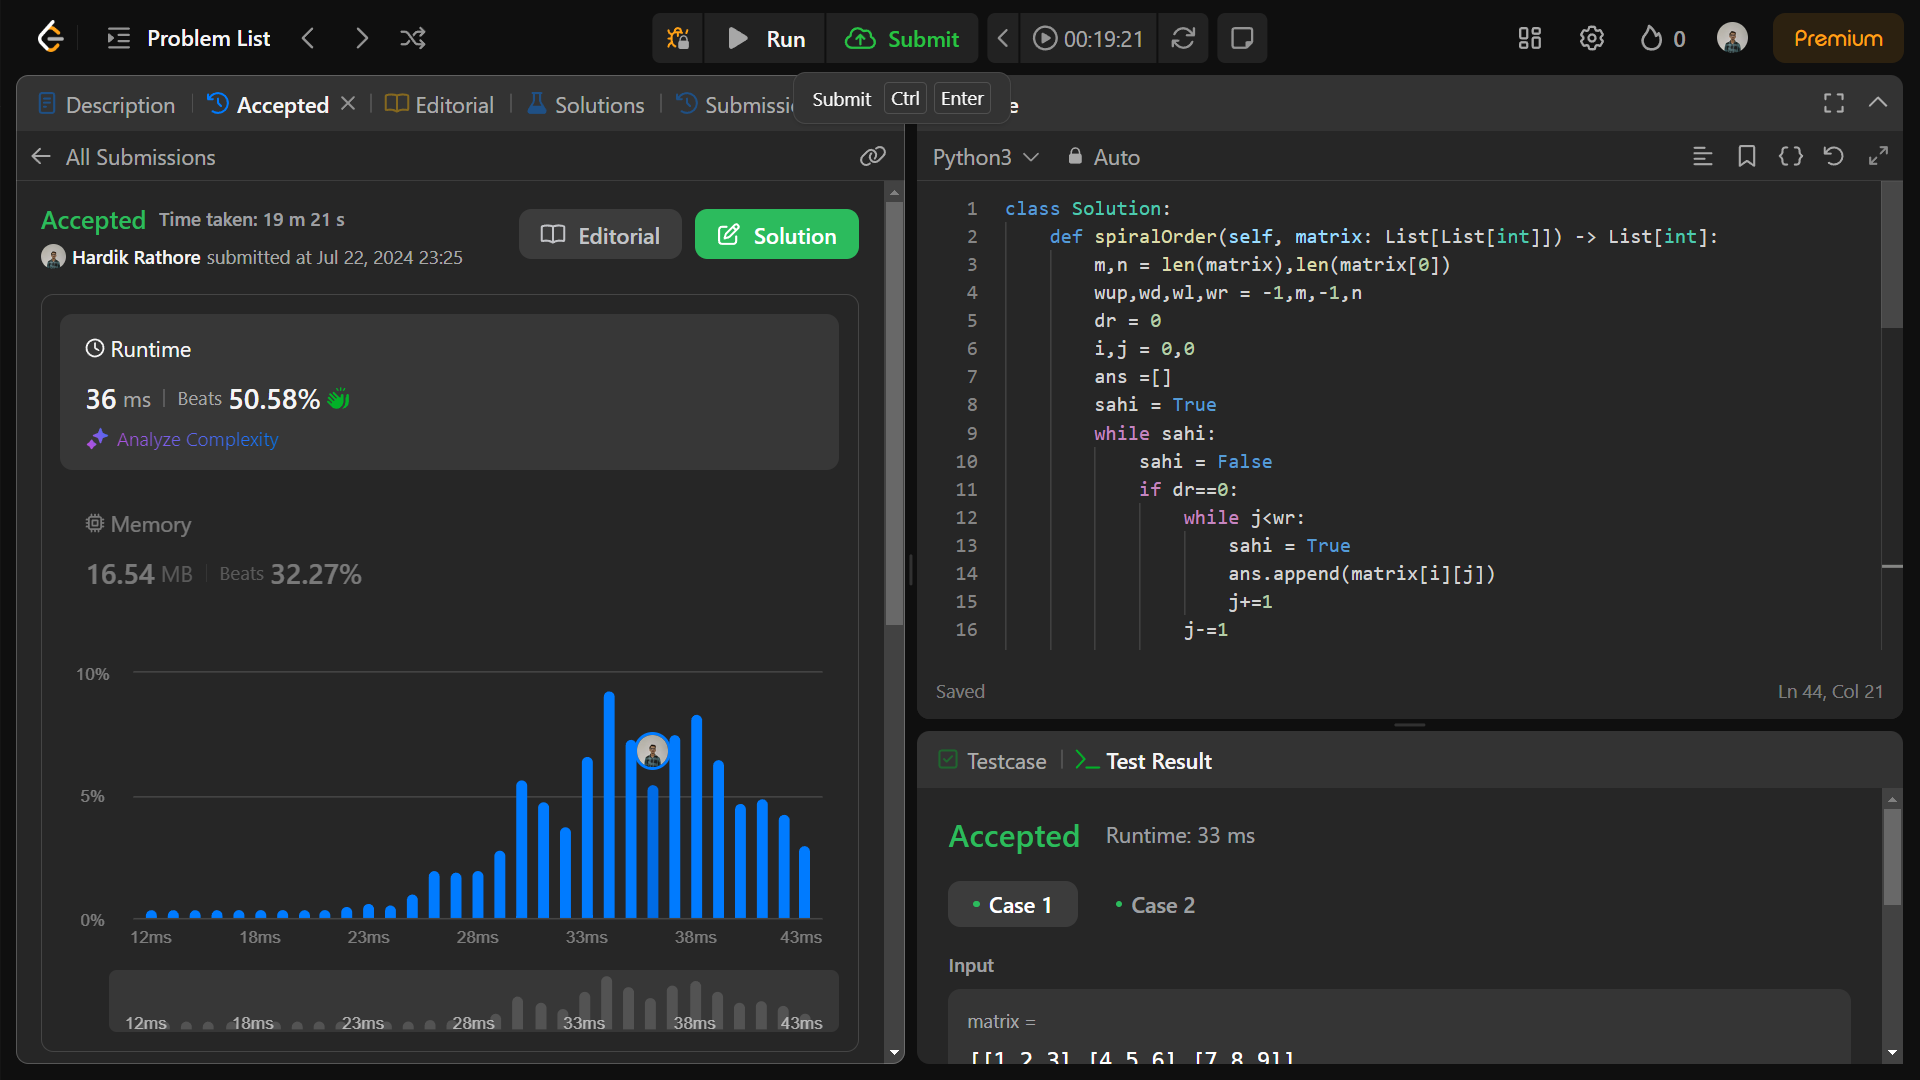 Problem List
Run
Submit
00:19:21
0
Premium
Description
Accepted
Editorial
Solutions
Submissi
Submit Ctrl Enter
e
All Submissions
Accepted Time taken: 19 m 21 s
Hardik Rathore submitted at Jul 22, 2024 23:25
Editorial
Solution
Runtime
36 ms Beats 50.58%
Analyze Complexity
Memory
16.54 MB Beats 32.27%
10%
5%
0%
12ms 18ms 23ms 28ms 33ms 38ms 43ms
12ms 18ms 23ms 28ms 33ms 38ms 43ms
Python3 Auto
1 class Solution:
2 def spiralOrder(self, matrix: List[List[int]]) -> List[int]:
3 m,n = len(matrix),len(matrix[0])
4 wup,wd,wl,wr = -1,m,-1,n
5 dr = 0
6 i,j = 0,0
7 ans =[]
8 sahi = True
9 while sahi:
10 sahi = False
11 if dr==0:
12 while j<wr:
13 sahi = True
14 ans.append(matrix[i][j])
15 j+=1
16 j-=1
Saved
Ln 44, Col 21
Testcase
Test Result
Accepted Runtime: 33 ms
Case 1
Case 2
Input
matrix =
[[1,2,3],[4,5,6],[7,8,9]]